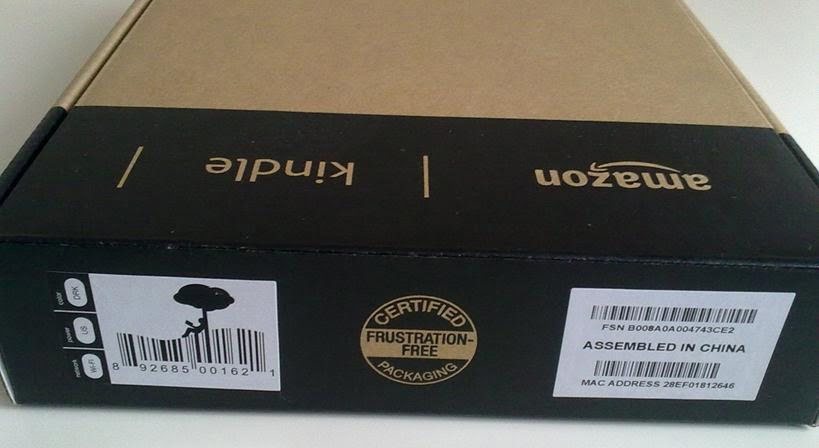 amazon
kindle
color DRK
power US
network Wi-Fi
8 92685 00162 1
CERTIFIED
FRUSTRATION-
FREE
PACKAGING
FSN B008A0A004743CE2
ASSEMBLED IN CHINA
MAC ADDRESS 28EF01812646